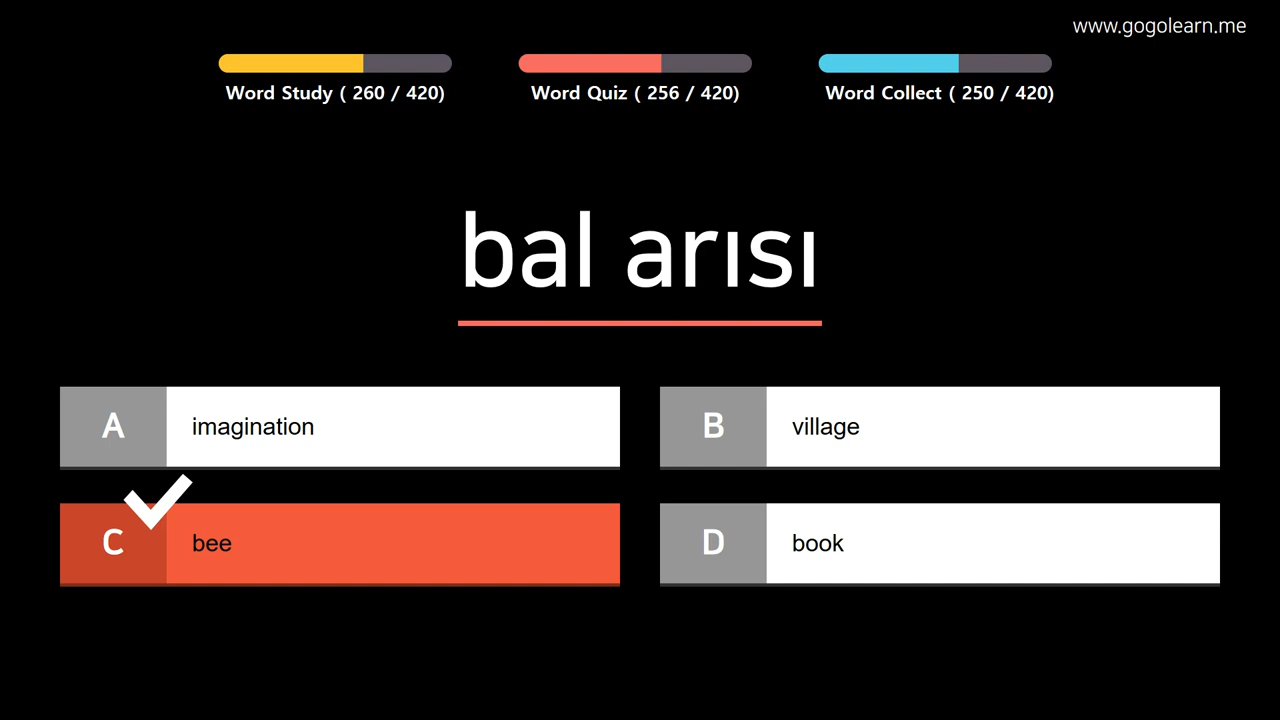 www.gogolearn.me
Word Study ( 260 / 420)
Word Quiz ( 256 / 420)
Word Collect ( 250 / 420)
bal arısı
A imagination
B village
C bee
D book